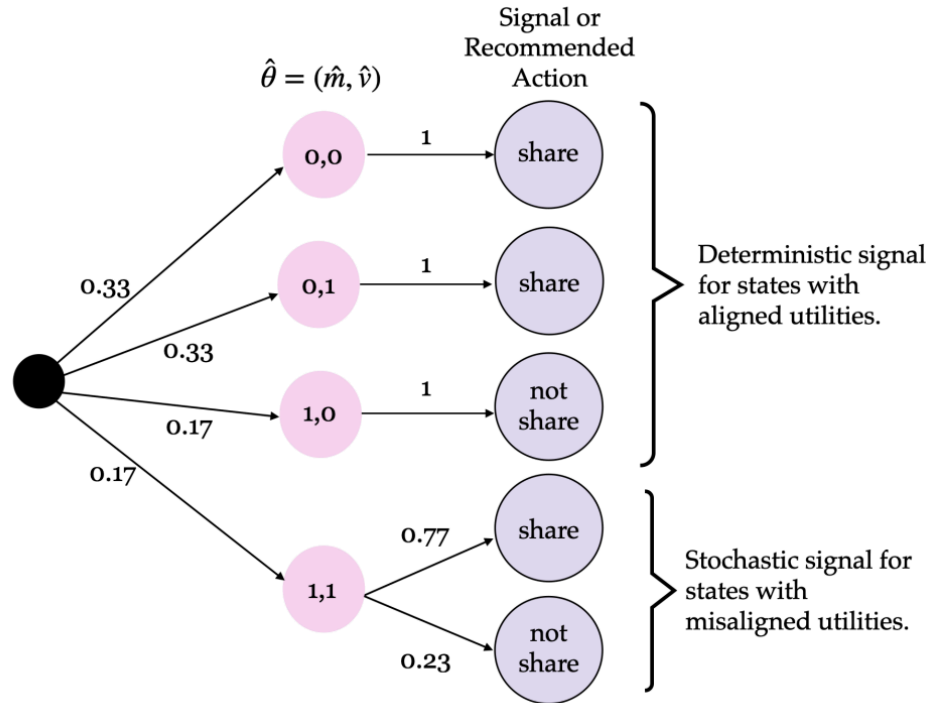 Signal or
Recommended
Action
θ̂ = (m̂, v̂)
0,0
1
share
0.33
0,1
1
share
0.33
Deterministic signal
for states with
aligned utilities.
1,0
1
not
share
0.17
0.17
1,1
0.77
share
0.23
not
share
Stochastic signal for
states with
misaligned utilities.